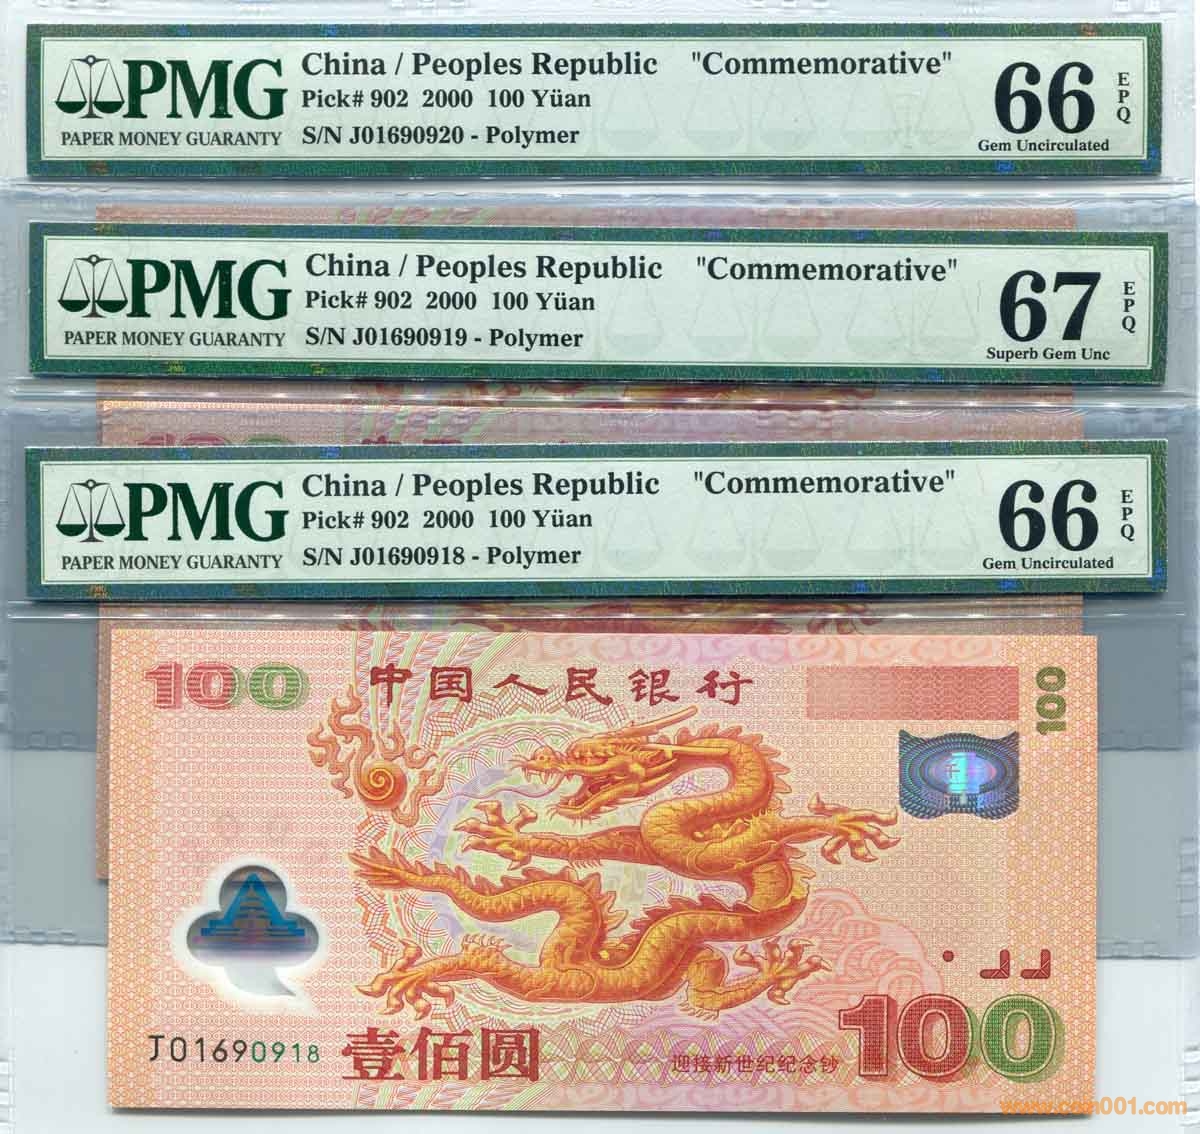 PMG
PAPER MONEY GUARANTY
China / Peoples Republic "Commemorative"
Pick# 902 2000 100 Yüan
S/N J01690920 - Polymer
66
EPQ
Gem Uncirculated
PMG
PAPER MONEY GUARANTY
China / Peoples Republic "Commemorative"
Pick# 902 2000 100 Yüan
S/N J01690919 - Polymer
67
EPQ
Superb Gem Unc
100
PMG
PAPER MONEY GUARANTY
China / Peoples Republic "Commemorative"
Pick# 902 2000 100 Yüan
S/N J01690918 - Polymer
66
EPQ
Gem Uncirculated
100
中国人民银行
100
J01690918
壹佰圆
迎接新世纪纪念钞
100